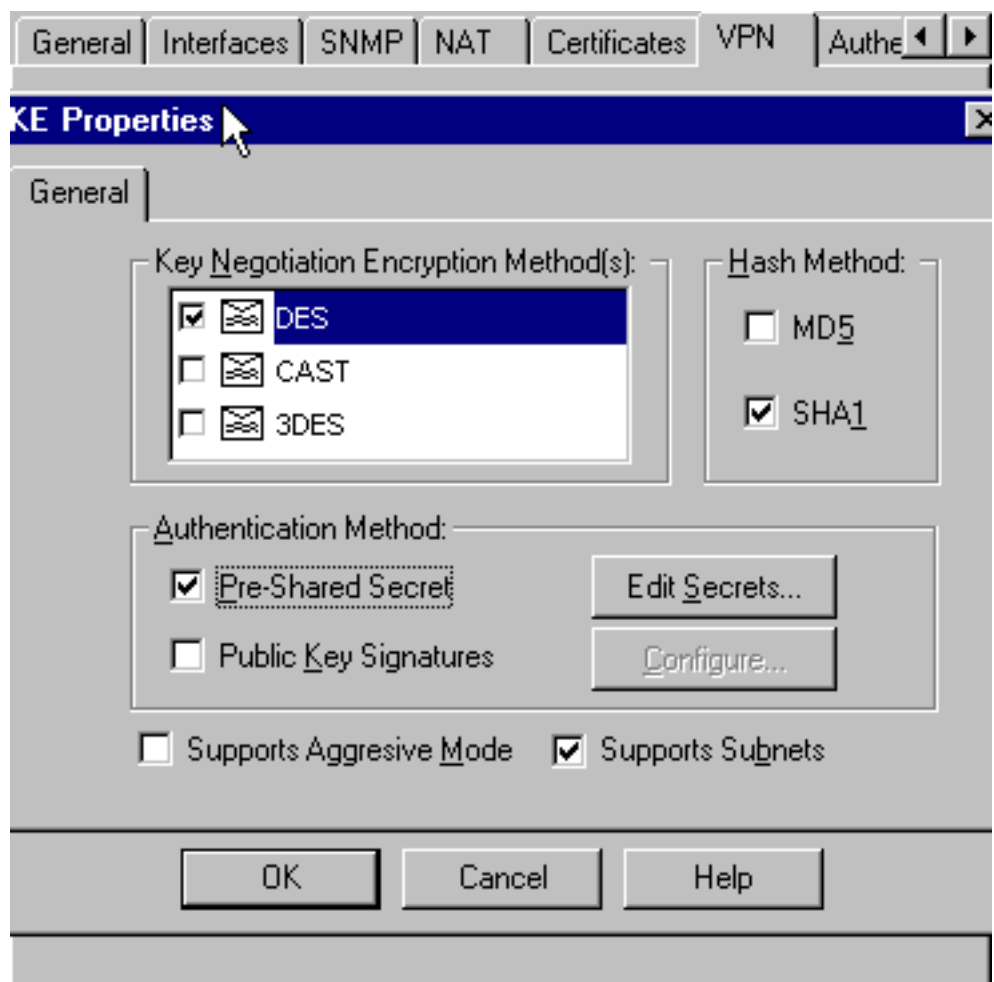 General Interfaces SNMP NAT Certificates VPN Authe
KE Properties
General
Key Negotiation Encryption Method(s): Hash Method:
DES
MD5
CAST
3DES
SHA1
Authentication Method:
Pre-Shared Secret Edit Secrets...
Public Key Signatures Configure...
Supports Aggresive Mode Supports Subnets
OK Cancel Help